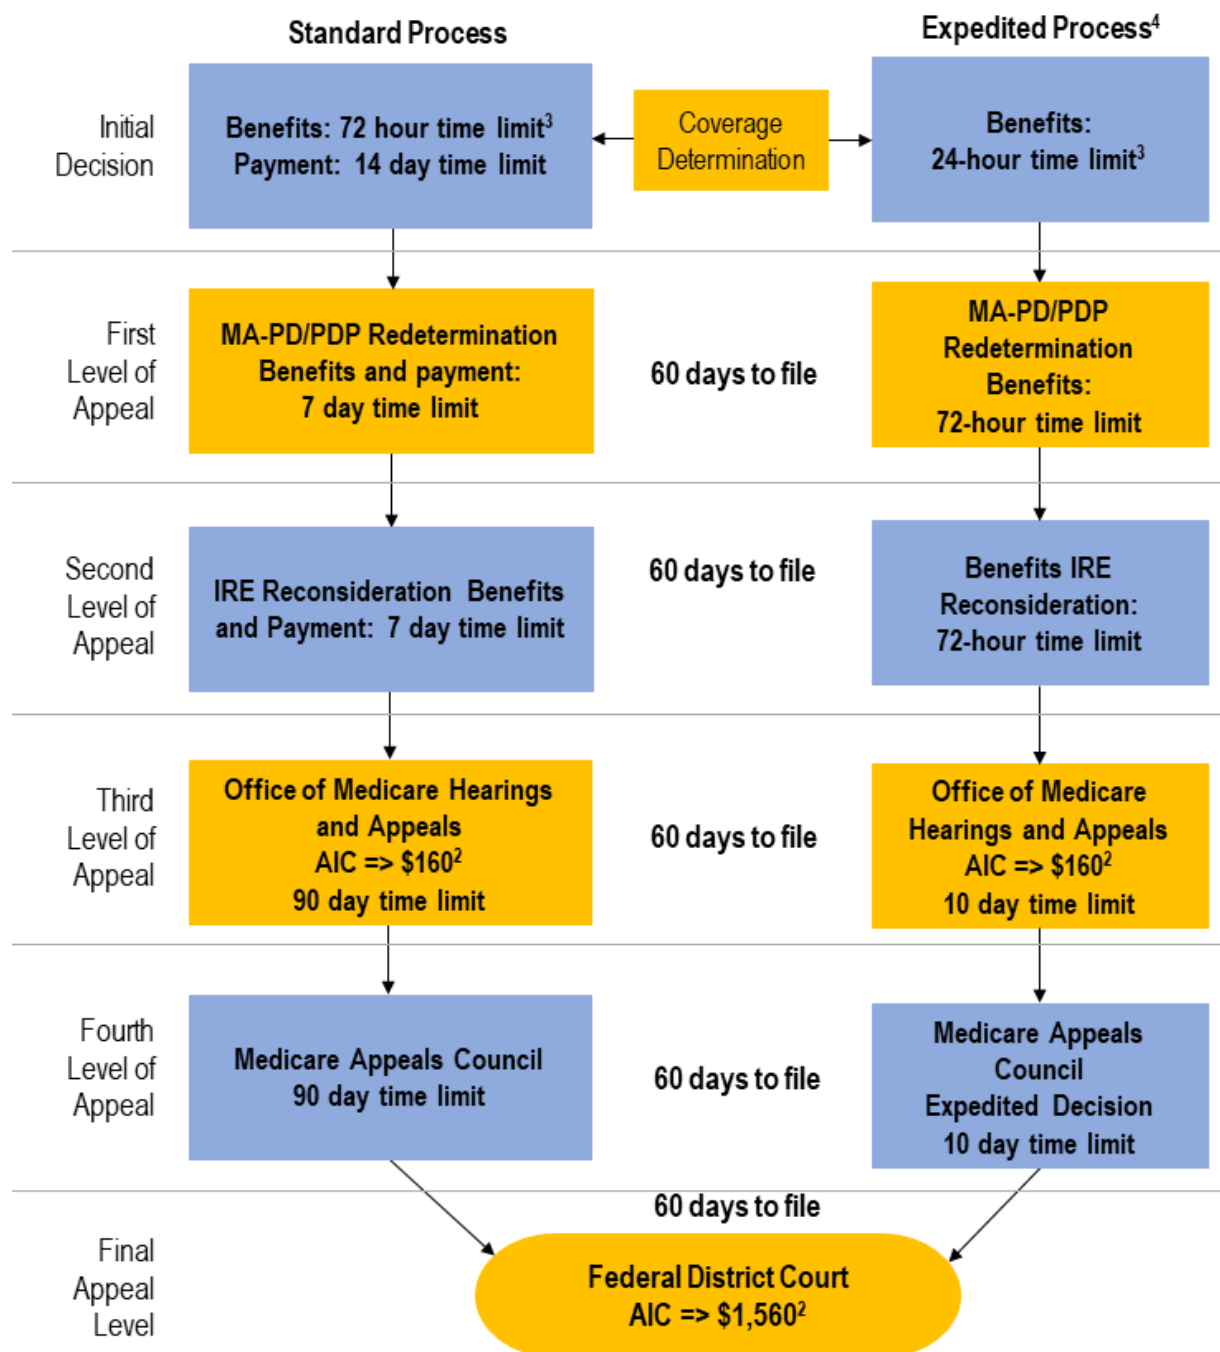 Standard Process
Expedited Process⁴
Initial
Decision
Benefits: 72 hour time limit³
Payment: 14 day time limit
Coverage
Determination
Benefits:
24-hour time limit³
First
Level of
Appeal
MA-PD/PDP Redetermination
Benefits and payment:
7 day time limit
60 days to file
MA-PD/PDP
Redetermination
Benefits:
72-hour time limit
Second
Level of
Appeal
IRE Reconsideration Benefits
and Payment: 7 day time limit
60 days to file
Benefits IRE
Reconsideration:
72-hour time limit
Third
Level of
Appeal
Office of Medicare Hearings
and Appeals
AIC => $160²
90 day time limit
60 days to file
Office of Medicare
Hearings and Appeals
AIC => $160²
10 day time limit
Fourth
Level of
Appeal
Medicare Appeals Council
90 day time limit
60 days to file
Medicare Appeals
Council
Expedited Decision
10 day time limit
60 days to file
Final
Appeal
Level
Federal District Court
AIC => $1,560²